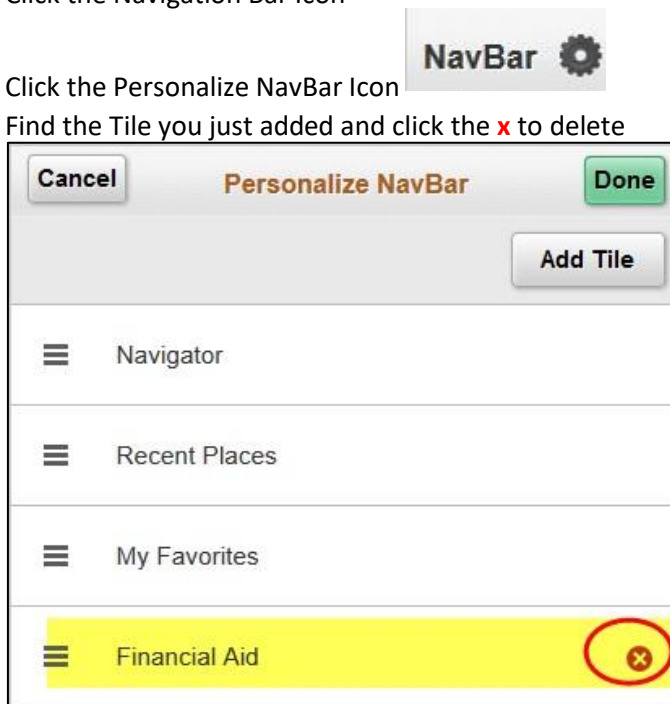 Click the Navigation Bar Icon
NavBar
Click the Personalize NavBar Icon
Find the Tile you just added and click the x to delete
Cancel Personalize NavBar Done
Add Tile
Navigator
Recent Places
My Favorites
Financial Aid